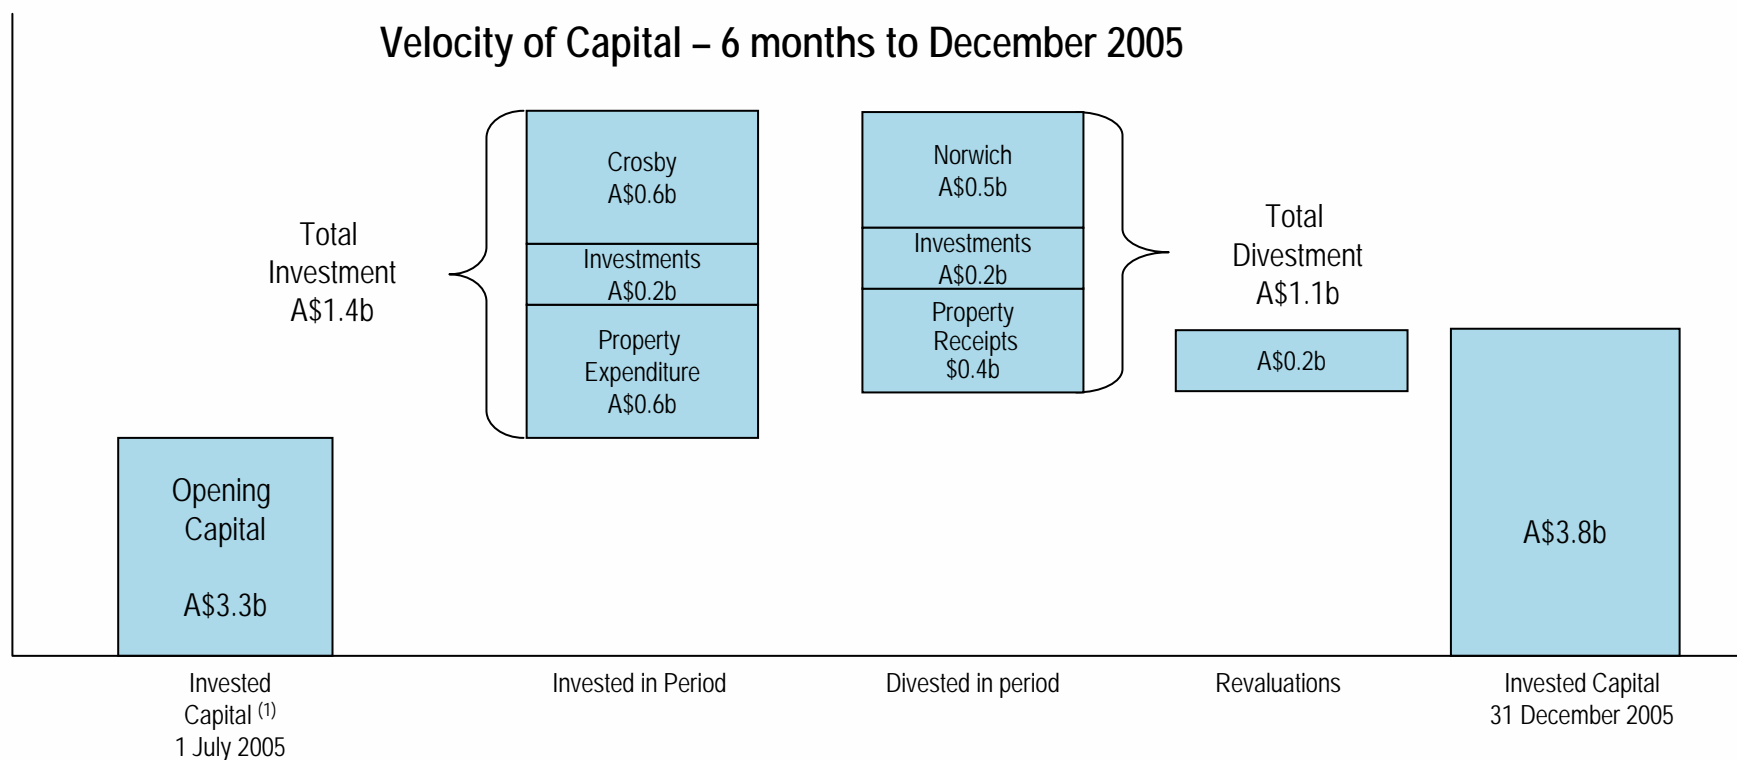 Velocity of Capital – 6 months to December 2005
Total
Investment
A$1.4b
Crosby
A$0.6b
Investments
A$0.2b
Property
Expenditure
A$0.6b
Norwich
A$0.5b
Investments
A$0.2b
Property
Receipts
$0.4b
Total
Divestment
A$1.1b
A$0.2b
Opening
Capital
A$3.3b
A$3.8b
Invested
Capital (1)
1 July 2005
Invested in Period
Divested in period
Revaluations
Invested Capital
31 December 2005